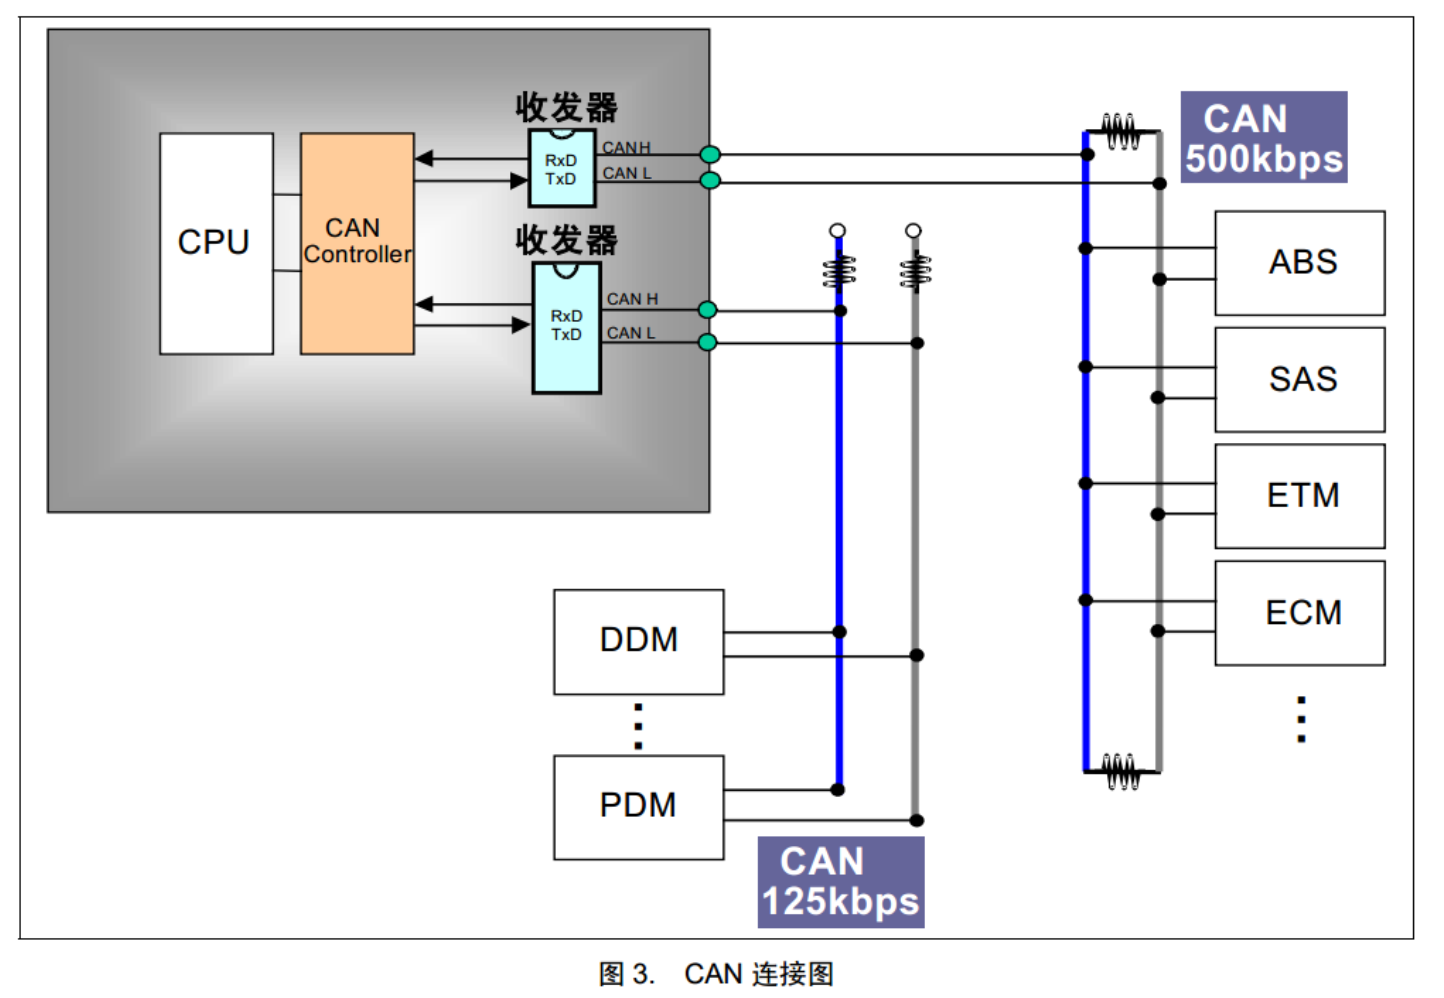 收发器
CAN
500kbps
RxD
TxD
CAN H
CAN L
CPU
CAN
Controller
收发器
RxD
TxD
CAN H
CAN L
ABS
SAS
ETM
ECM
DDM
PDM
CAN
125kbps
图 3. CAN 连接图